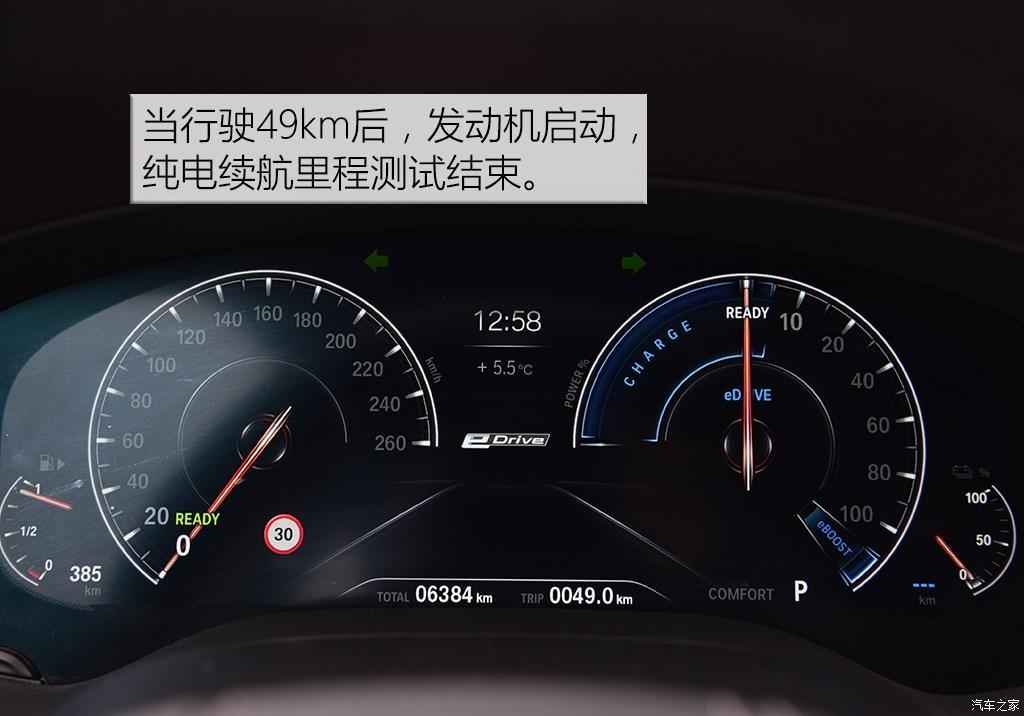 当行驶49km后，发动机启动，
纯电续航里程测试结束。
12:58
+ 5.5°C
eDrive
20 40 60 80 100 120 140 160 180 200 220 240 260
km/h
READY
0
30
1
1/2
0
385
km
TOTAL 06384 km TRIP 0049.0 km
POWER %
CHARGE
READY
10 20 40 60 80 100
eBOOST
COMFORT P
%
100
50
0
---
km
汽车之家